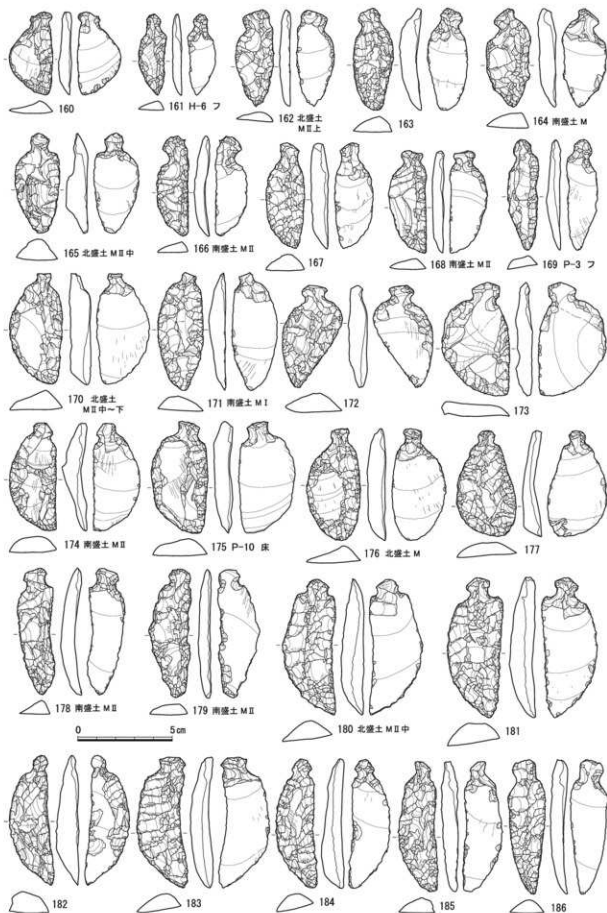 160
161 H-6 フ
162 北盛土
MⅡ上
163
164 南盛土 M
165 北盛土 MⅡ中
166 南盛土 MⅡ
167
168 南盛土 MⅡ
169 P-3 フ
170 北盛土
MⅡ中～下
171 南盛土 MⅠ
172
173
174 南盛土 MⅡ
175 P-10 床
176 北盛土 M
177
178 南盛土 MⅡ
179 南盛土 MⅡ
180 北盛土 MⅡ中
181
0 5cm
182
183
184
185
186